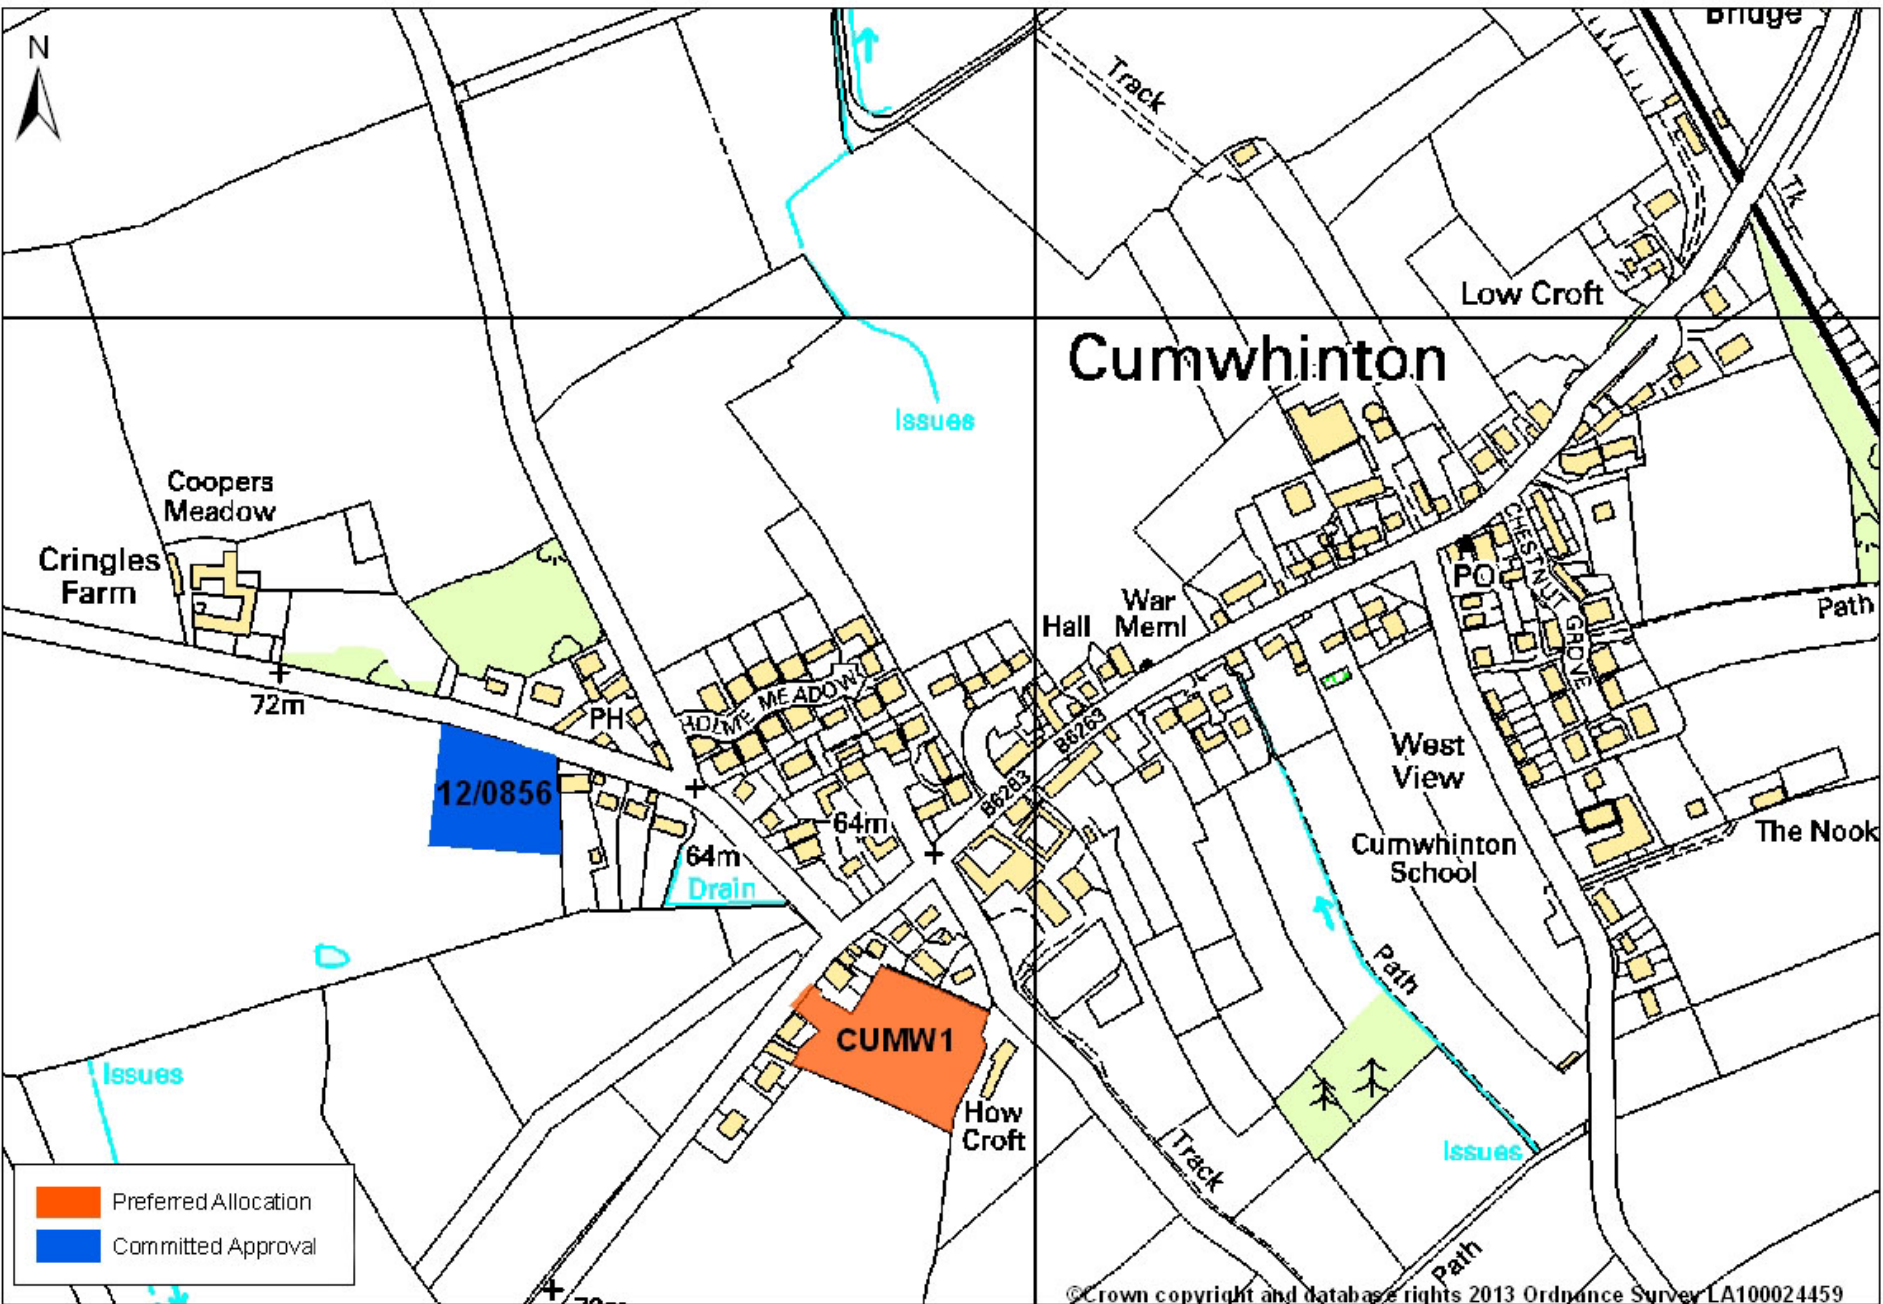 N
Bridge
Track
Tk
Low Croft
Cumwhinton
Issues
Coopers
Meadow
Cringles
Farm
CHESTNUT GROVE
PO
War
Meml
Hall
Path
72m
PH
HOLME MEADOW
B6263
West
View
12/0856
B6263
64m
The Nook
64m
Cumwhinton
School
Drain
Path
CUMW1
Issues
How
Croft
Track
Issues
Preferred Allocation
Committed Approval
Path
©Crown copyright and database rights 2013 Ordnance Survey LA100024459